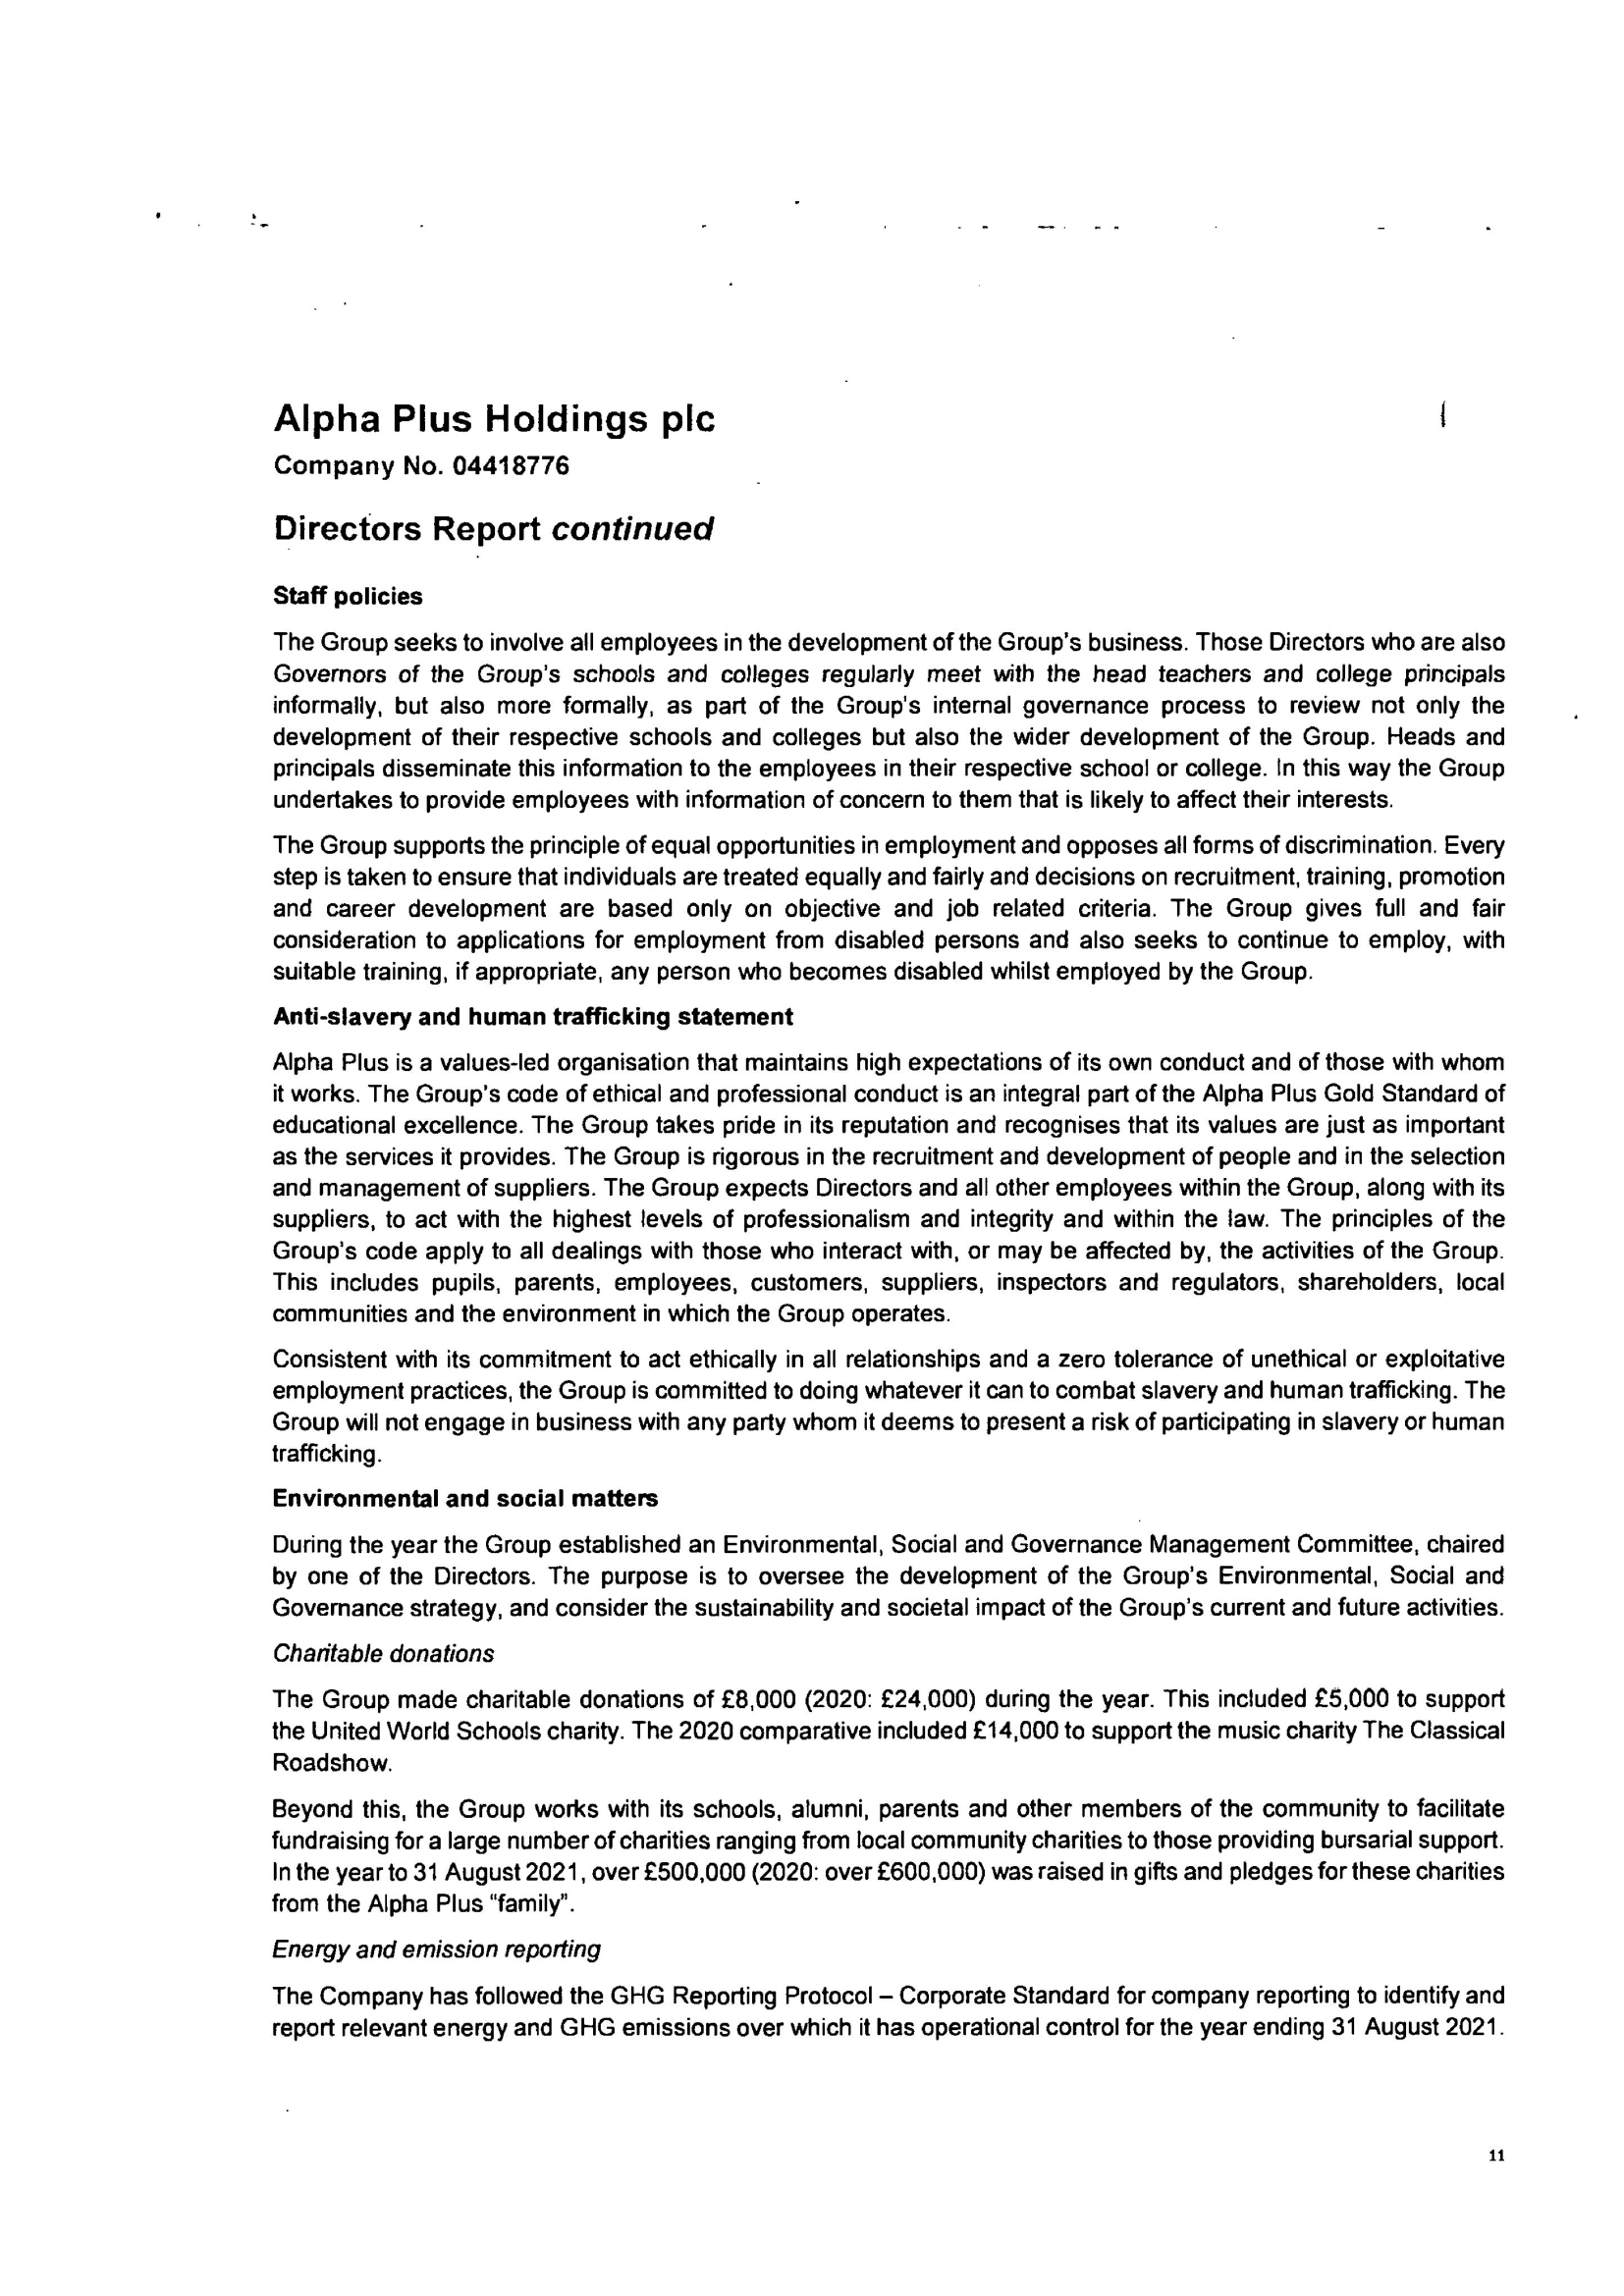 Alpha Plus Holdings plc
Company No. 04418776
Directors Report continued
Staff policies
The Group seeks to involve all employees in the development of the Group's business. Those Directors who are also
Governors of the Group's schools and colleges regularly meet with the head teachers and college principals
informally, but also more formally, as part of the Group's internal governance process to review not only the
development of their respective schools and colleges but also the wider development of the Group. Heads and
principals disseminate this information to the employees in their respective school or college. In this way the Group
undertakes to provide employees with information of concern to them that is likely to affect their interests.
The Group supports the principle of equal opportunities in employment and opposes all forms of discrimination. Every
step is taken to ensure that individuals are treated equally and fairly and decisions on recruitment, training, promotion
and career development are based only on objective and job related criteria. The Group gives full and fair
consideration to applications for employment from disabled persons and also seeks to continue to employ, with
suitable training, if appropriate, any person who becomes disabled whilst employed by the Group.
Anti-slavery and human trafficking statement
Alpha Plus is a values-led organisation that maintains high expectations of its own conduct and of those with whom
it works. The Group's code of ethical and professional conduct is an integral part of the Alpha Plus Gold Standard of
educational excellence. The Group takes pride in its reputation and recognises that its values are just as important
as the services it provides. The Group is rigorous in the recruitment and development of people and in the selection
and management of suppliers. The Group expects Directors and all other employees within the Group, along with its
suppliers, to act with the highest levels of professionalism and integrity and within the law. The principles of the
Group's code apply to all dealings with those who interact with, or may be affected by, the activities of the Group.
This includes pupils, parents, employees, customers, suppliers, inspectors and regulators, shareholders, local
communities and the environment in which the Group operates.
Consistent with its commitment to act ethically in all relationships and a zero tolerance of unethical or exploitative
employment practices, the Group is committed to doing whatever it can to combat slavery and human trafficking. The
Group will not engage in business with any party whom it deems to present a risk of participating in slavery or human
trafficking.
Environmental and social matters
During the year the Group established an Environmental, Social and Governance Management Committee, chaired
by one of the Directors. The purpose is to oversee the development of the Group's Environmental, Social and
Governance strategy, and consider the sustainability and societal impact of the Group's current and future activities.
Charitable donations
The Group made charitable donations of £8,000 (2020: £24,000) during the year. This included £5,000 to support
the United World Schools charity. The 2020 comparative included £14,000 to support the music charity The Classical
Roadshow.
Beyond this, the Group works with its schools, alumni, parents and other members of the community to facilitate
fundraising for a large number of charities ranging from local community charities to those providing bursarial support.
In the year to 31 August 2021, over £500,000 (2020: over £600,000) was raised in gifts and pledges for these charities
from the Alpha Plus "family".
Energy and emission reporting
The Company has followed the GHG Reporting Protocol – Corporate Standard for company reporting to identify and
report relevant energy and GHG emissions over which it has operational control for the year ending 31 August 2021.
11